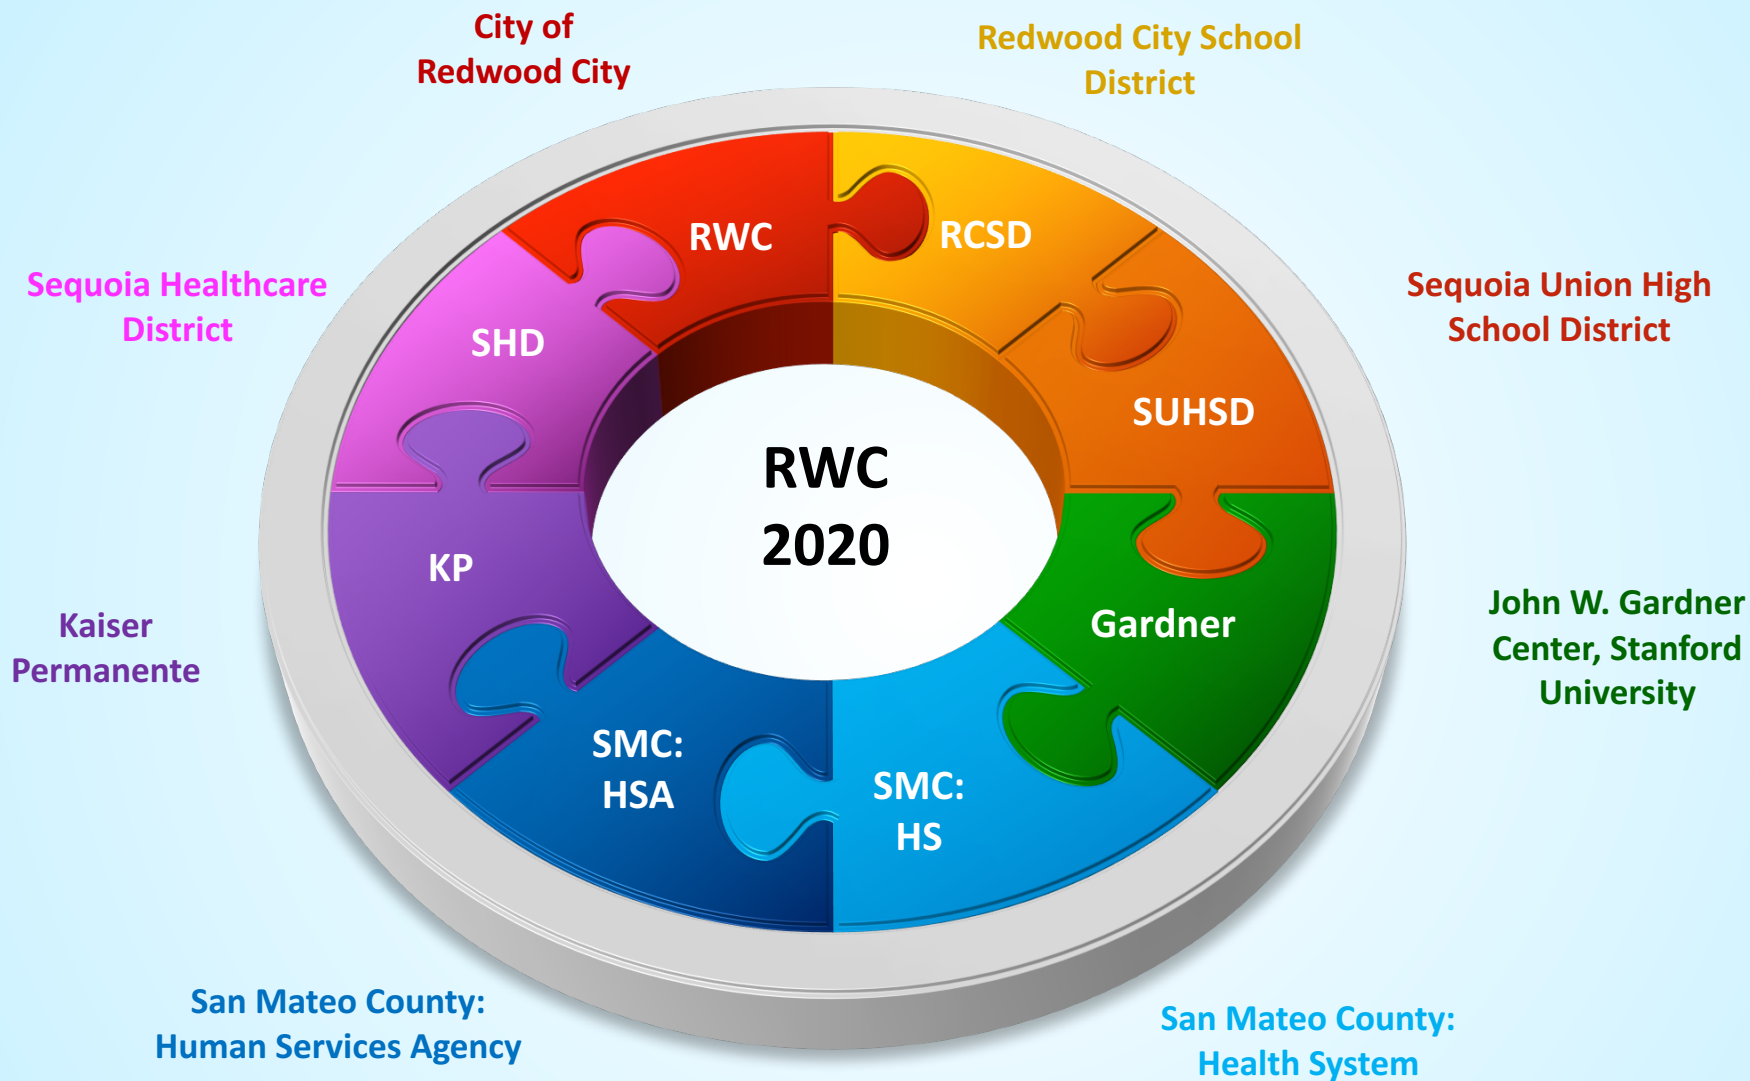 City of
Redwood City
Redwood City School
District
RWC
RCSD
Sequoia Healthcare
District
Sequoia Union High
School District
SHD
SUHSD
RWC
2020
KP
Gardner
Kaiser
Permanente
John W. Gardner
Center, Stanford
University
SMC:
HSA
SMC:
HS
San Mateo County:
Human Services Agency
San Mateo County:
Health System